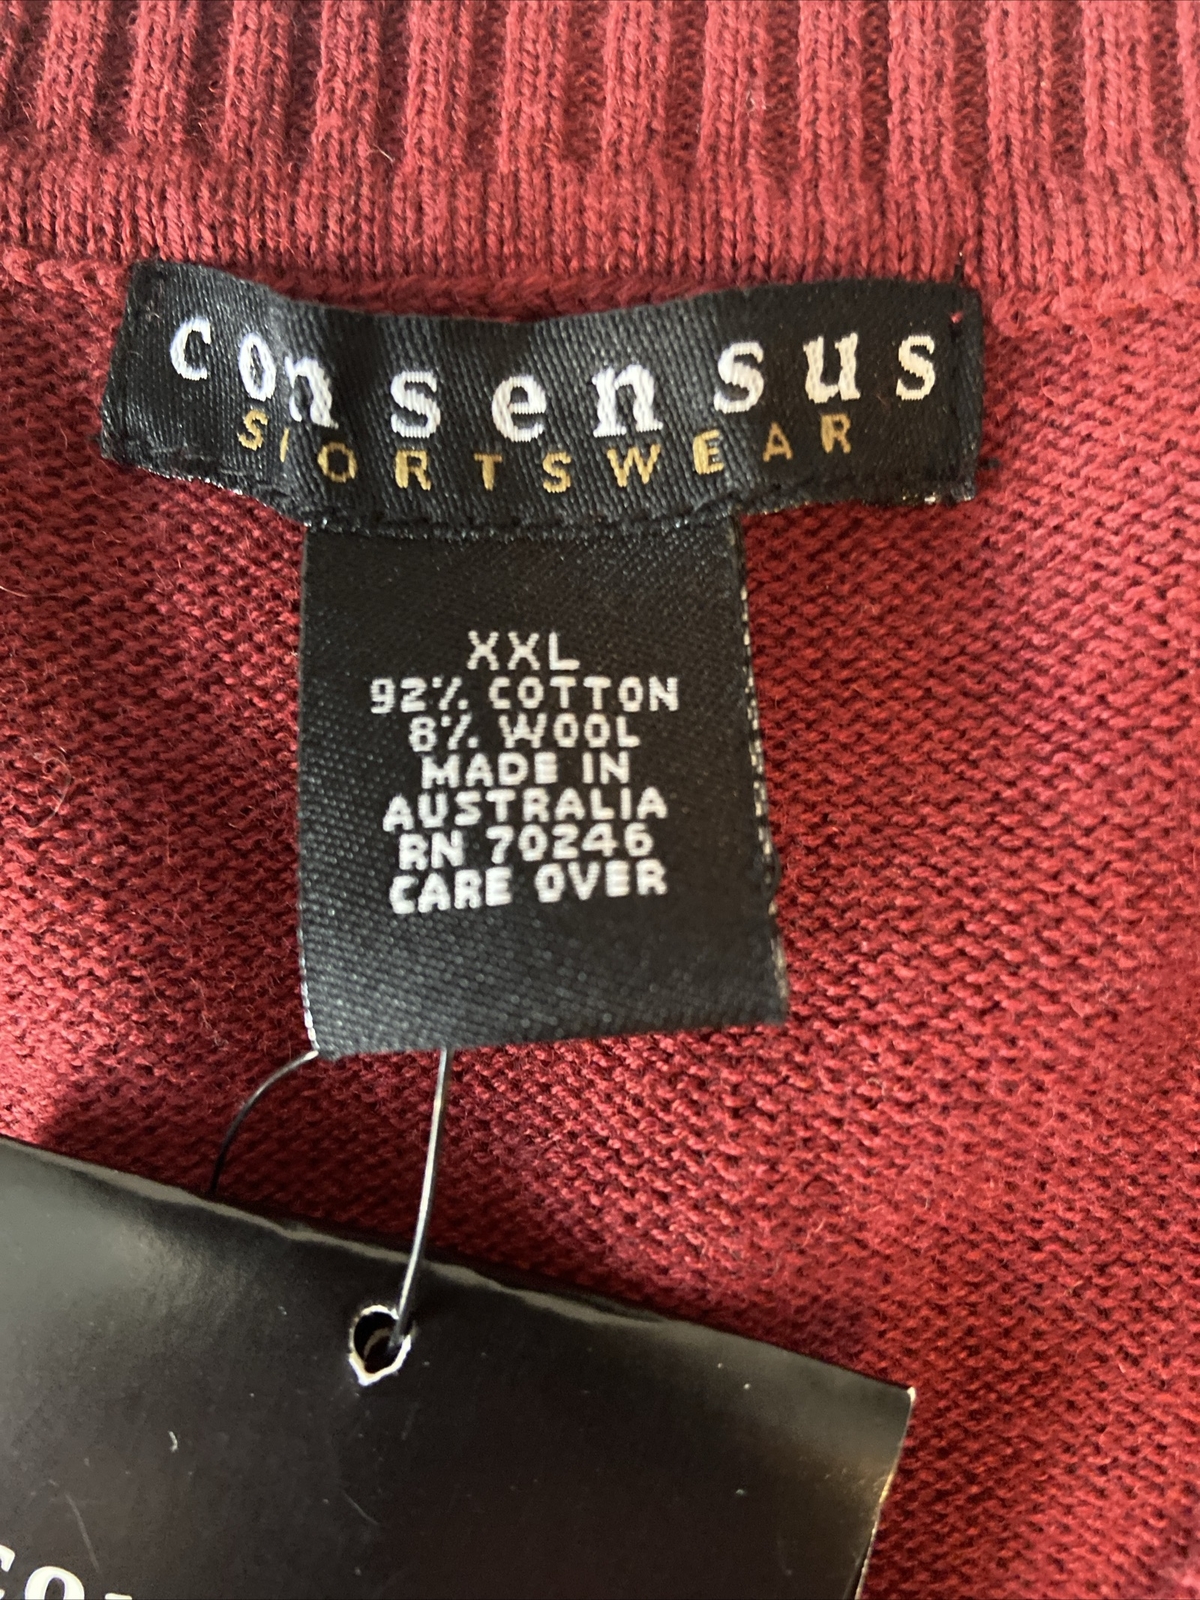 consensus
SPORTSWEAR
XXL
92% COTTON
8% WOOL
MADE IN
AUSTRALIA
RN 70246
CARE OVER